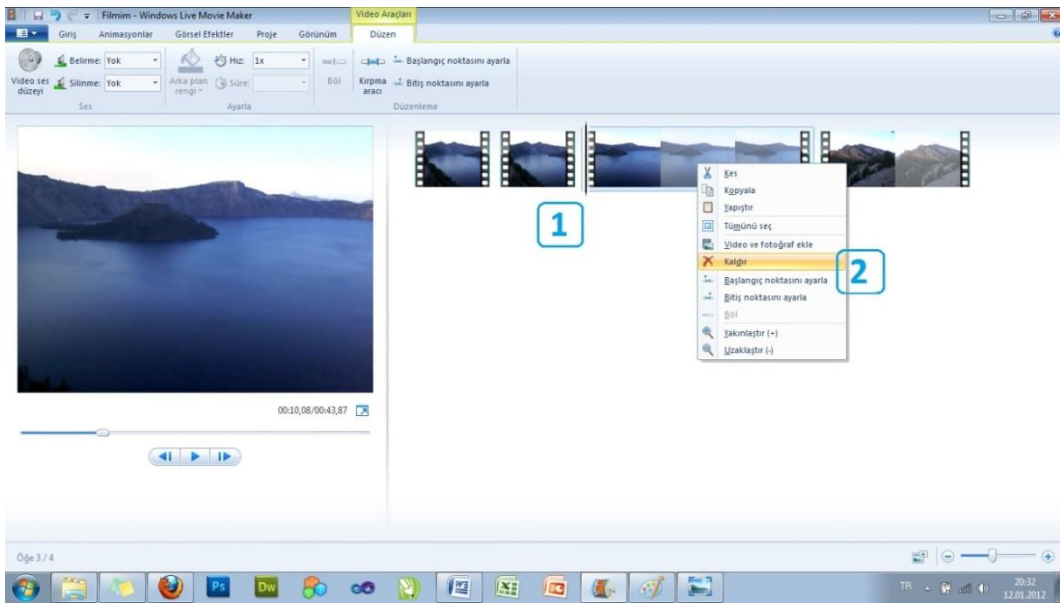 Filmim - Windows Live Movie Maker
Video Araçları
Giriş Animasyonlar Görsel Efektler Proje Görünüm Düzen
Video ses düzeyi
Belirme: Yok
Silinme: Yok
Ses
Arka plan rengi
Hız: 1x
Süre:
Ayarla
Böl
Kırpma aracı
Başlangıç noktasını ayarla
Bitiş noktasını ayarla
Düzenleme
1
Kes
Kopyala
Yapıştır
Tümünü seç
Video ve fotoğraf ekle
Kaldır
2
Başlangıç noktasını ayarla
Bitiş noktasını ayarla
Böl
Yakınlaştır (+)
Uzaklaştır (-)
00:10,08/00:43,87
Öğe 3 / 4
Ps Dw
TR
20:32
12.01.2012